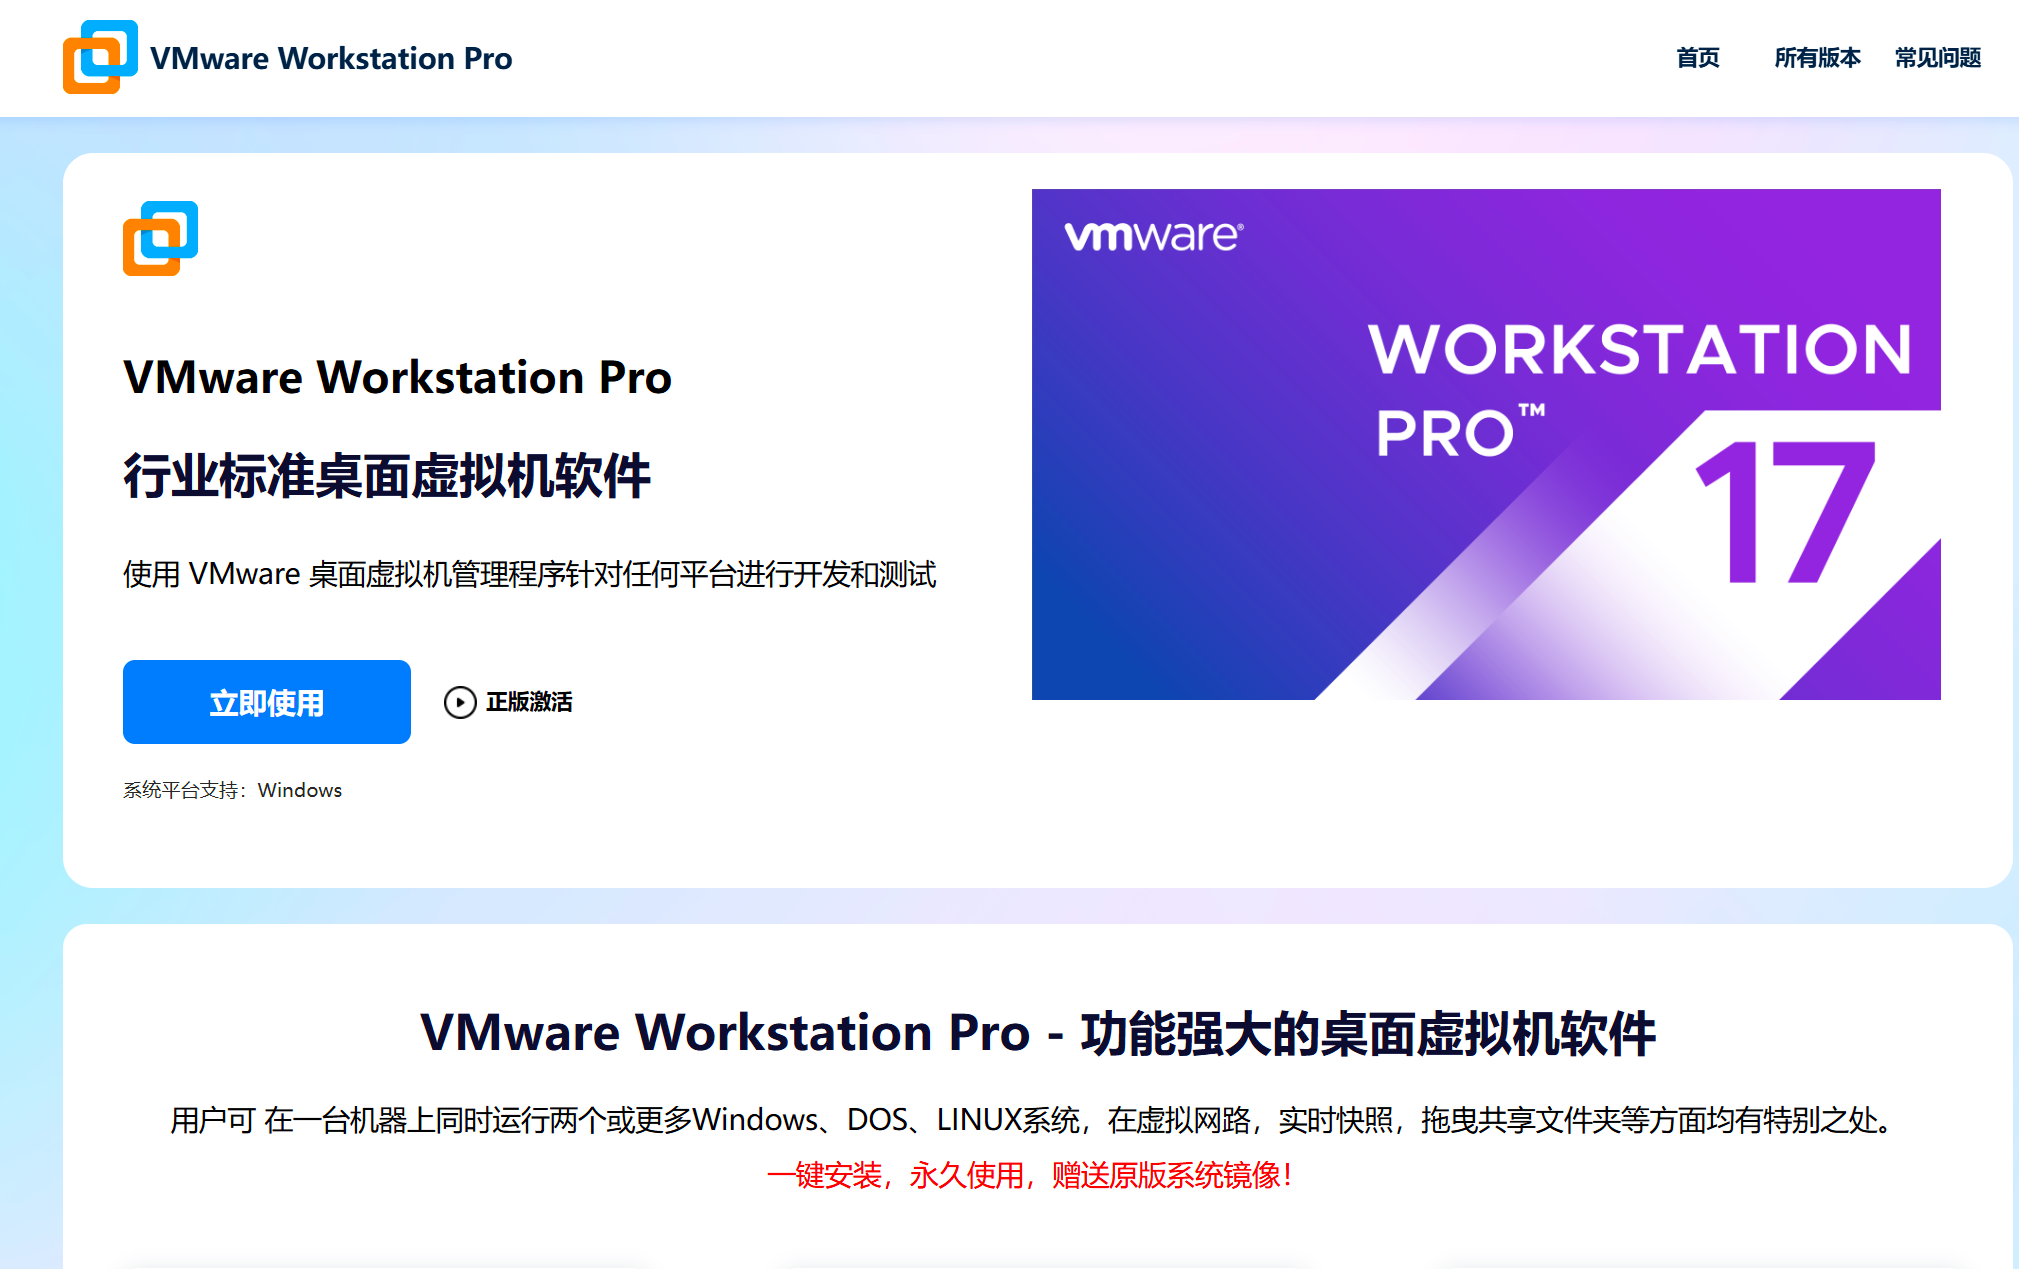 VMware Workstation Pro
首页 所有版本 常见问题
VMware Workstation Pro
行业标准桌面虚拟机软件
使用 VMware 桌面虚拟机管理程序针对任何平台进行开发和测试
立即使用 正版激活
系统平台支持：Windows
vmware®
WORKSTATION
PRO™
17
VMware Workstation Pro - 功能强大的桌面虚拟机软件
用户可 在一台机器上同时运行两个或更多Windows、DOS、LINUX系统，在虚拟网路，实时快照，拖曳共享文件夹等方面均有特别之处。
一键安装，永久使用，赠送原版系统镜像！